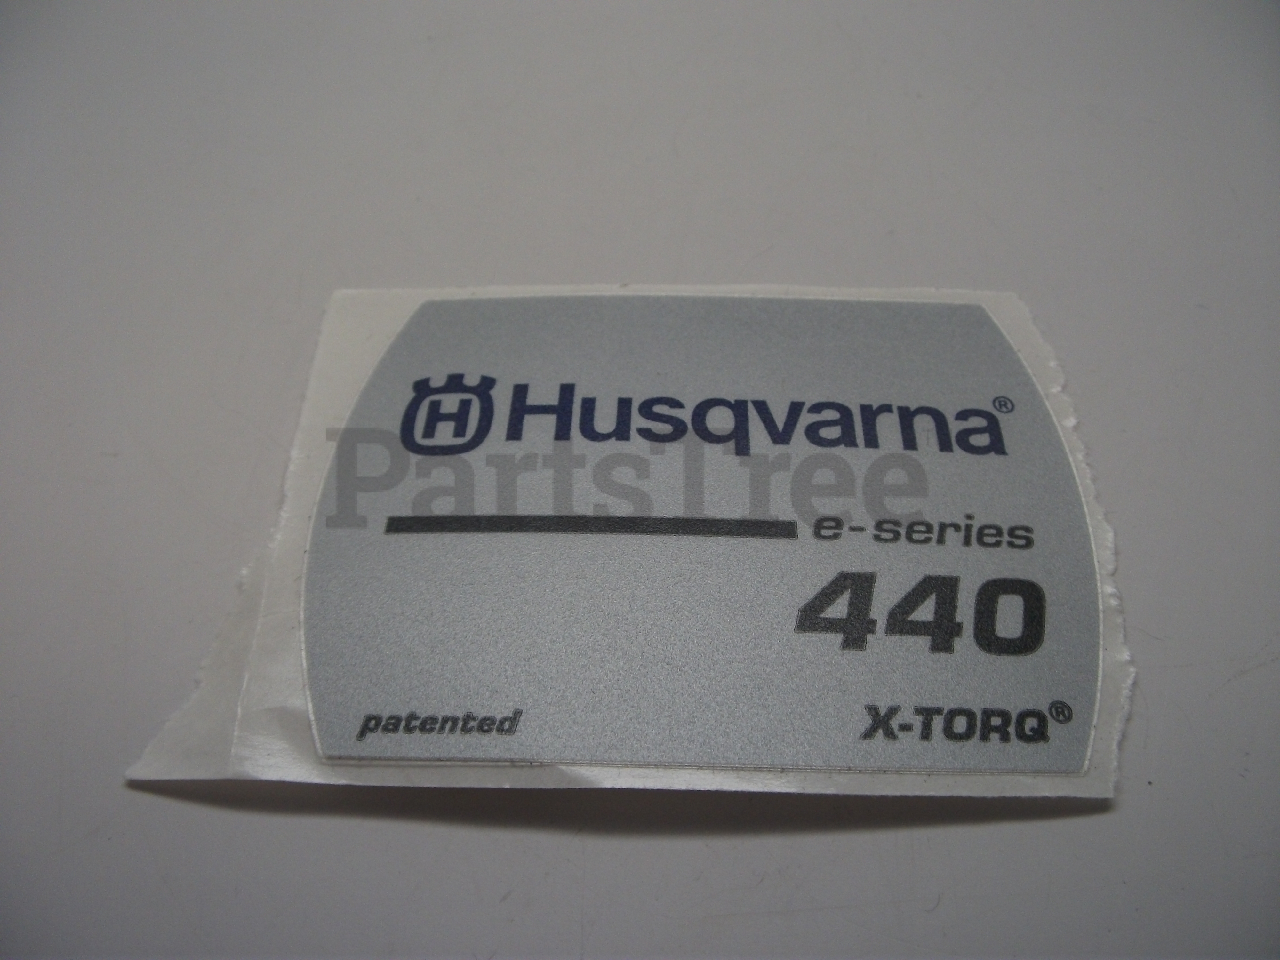 H Husqvarna®
PartsTree
e-series
440
patented
X-TORQ®